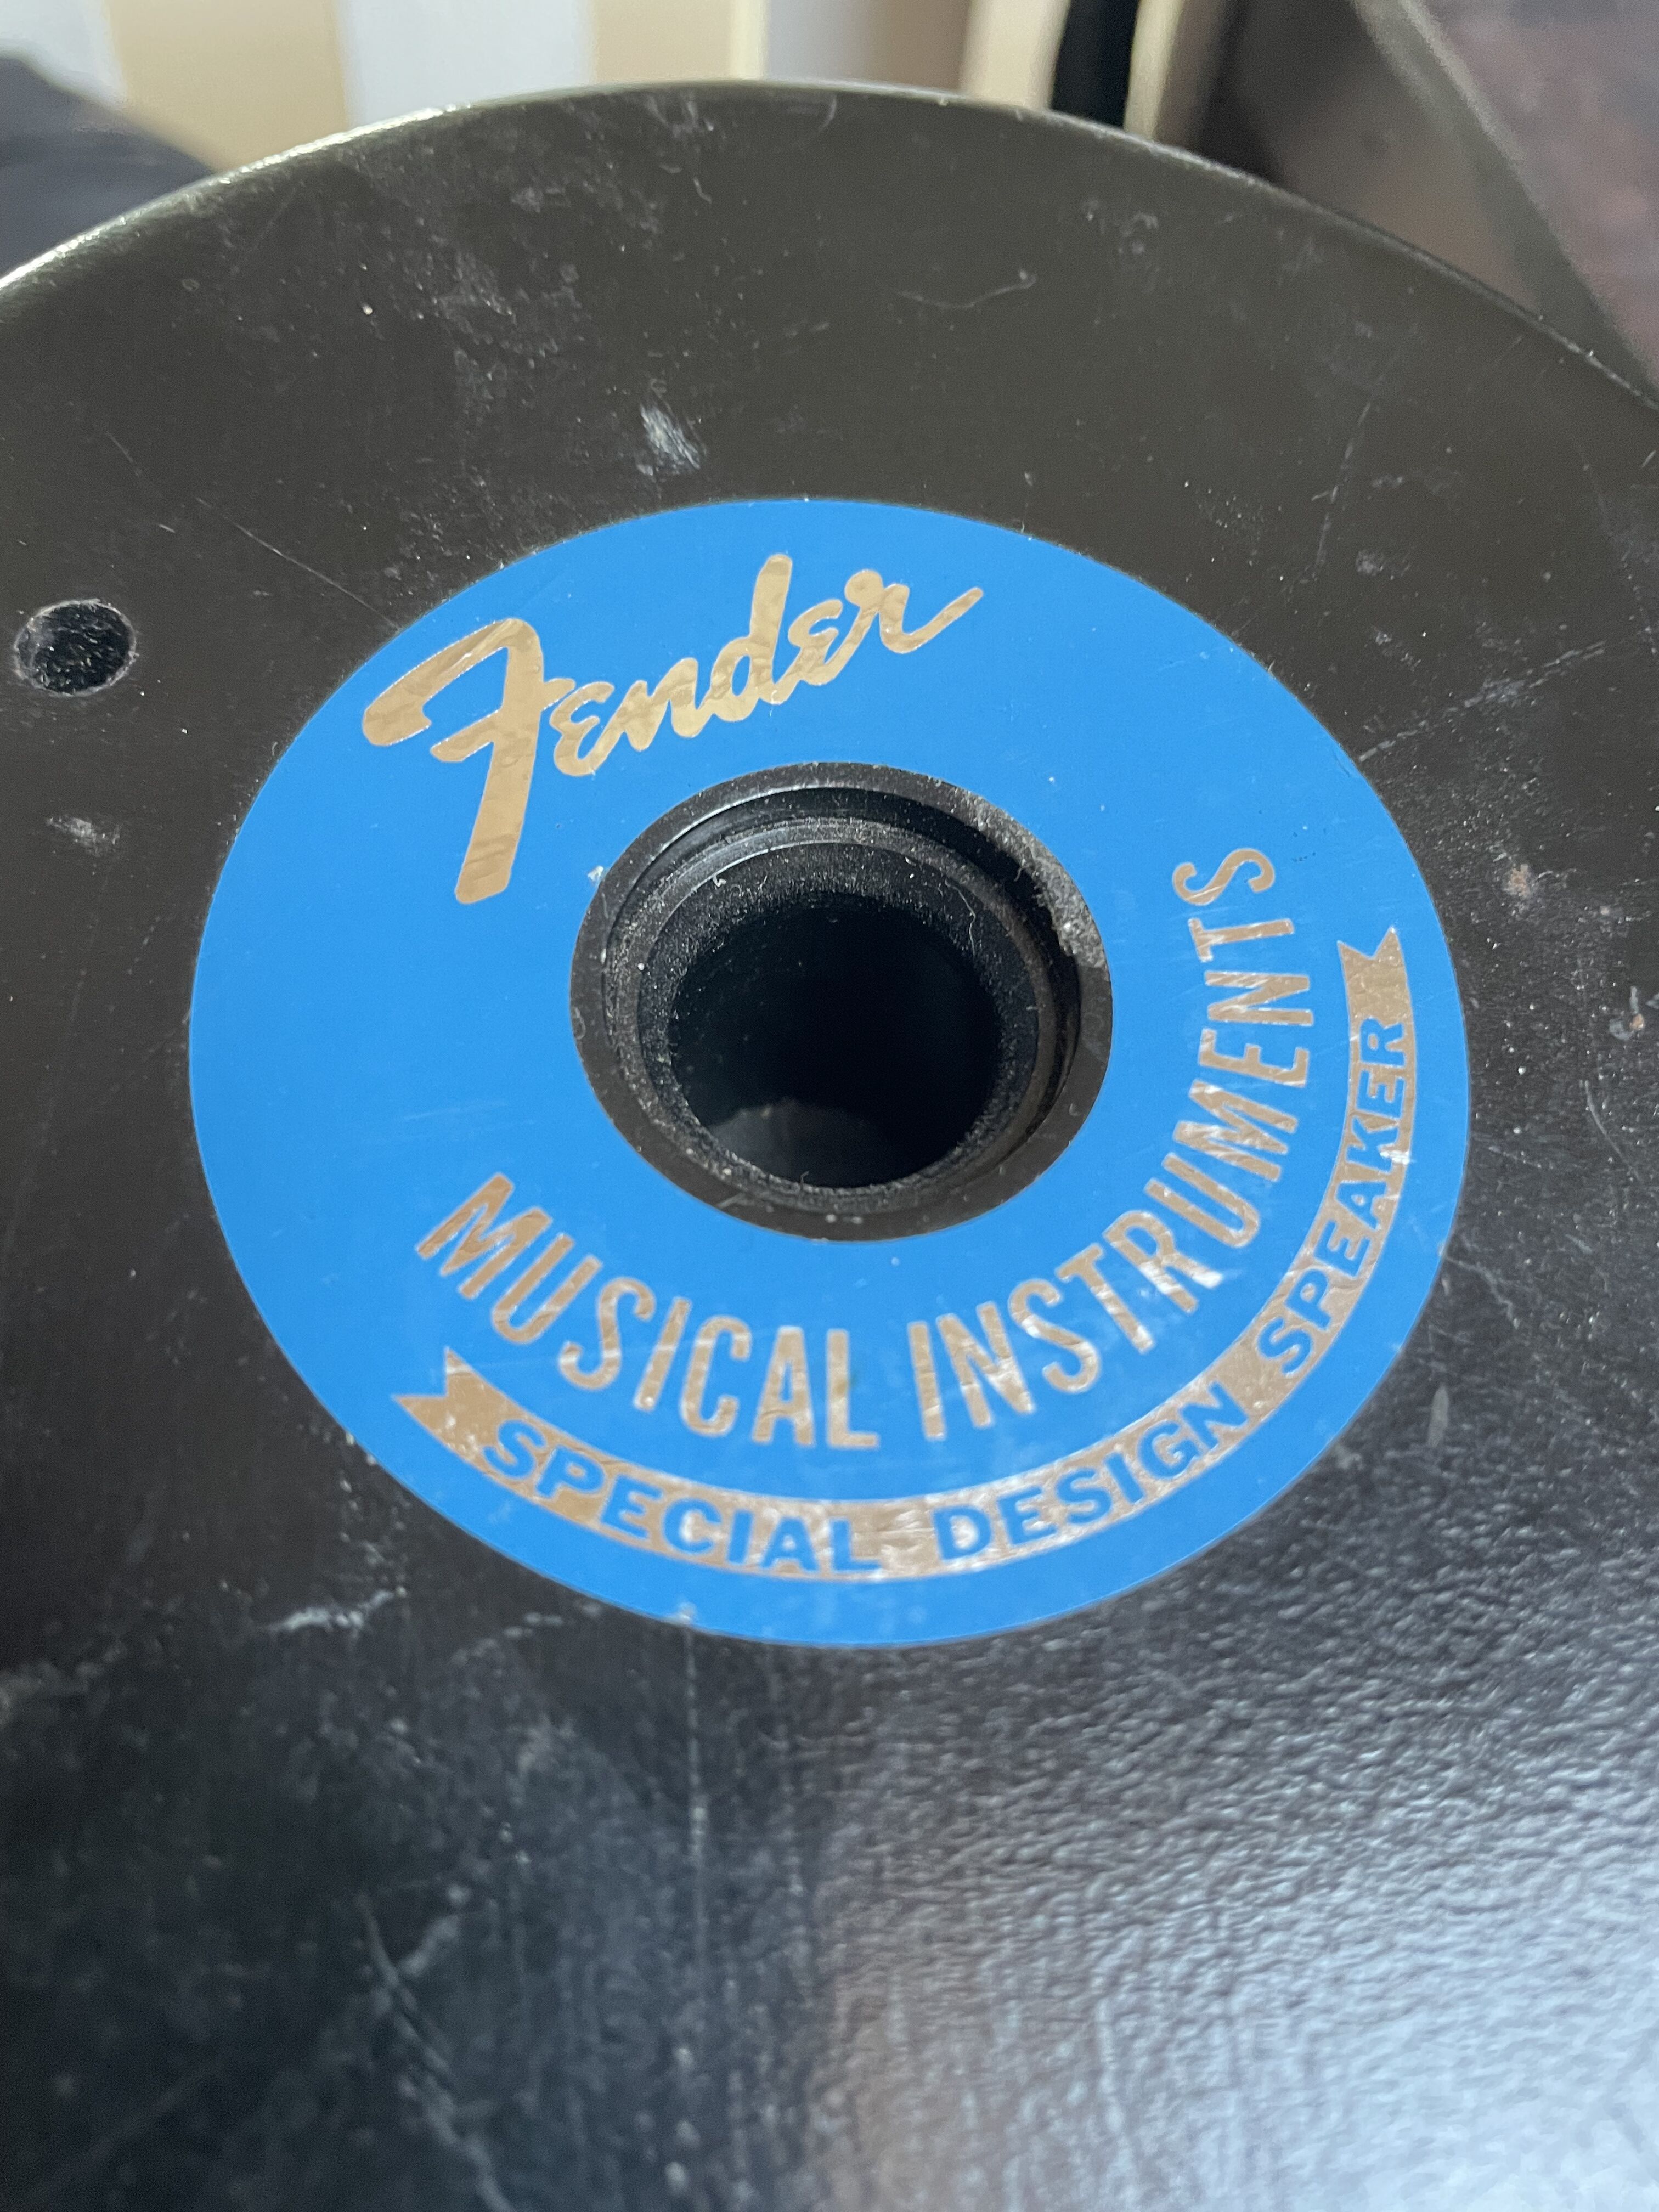 Fender
MUSICAL INSTRUMENTS
SPECIAL DESIGN SPEAKER